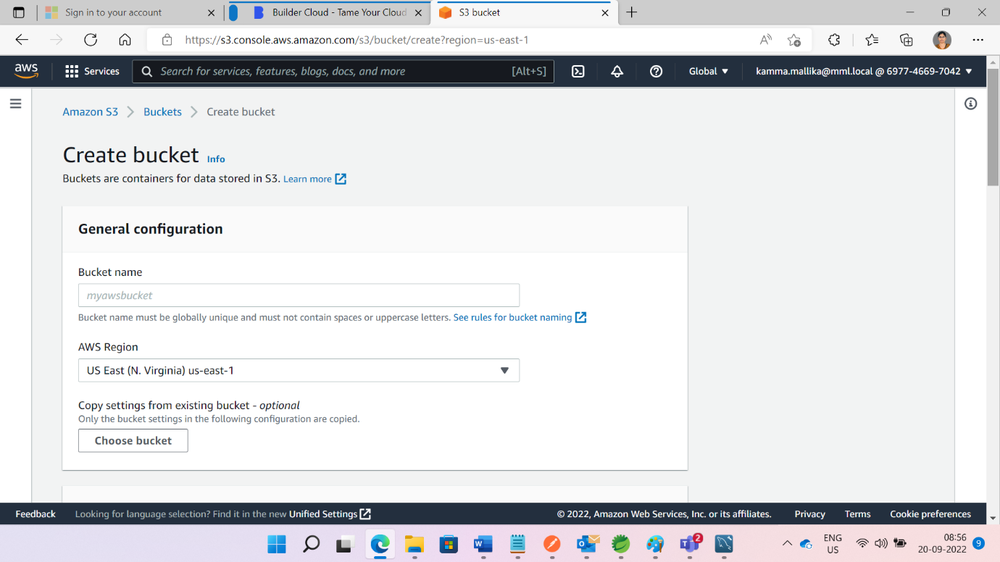 Sign in to your account
Builder Cloud - Tame Your Cloud
S3 bucket
https://s3.console.aws.amazon.com/s3/bucket/create?region=us-east-1
aws
Services
Search for services, features, blogs, docs, and more
[Alt+S]
Global
kamma.mallika@mml.local @ 6977-4669-7042
Amazon S3
Buckets
Create bucket
Create bucket Info
Buckets are containers for data stored in S3. Learn more
General configuration
Bucket name
myawsbucket
Bucket name must be globally unique and must not contain spaces or uppercase letters. See rules for bucket naming
AWS Region
US East (N. Virginia) us-east-1
Copy settings from existing bucket - optional
Only the bucket settings in the following configuration are copied.
Choose bucket
Feedback
Looking for language selection? Find it in the new Unified Settings
© 2022, Amazon Web Services, Inc. or its affiliates.
Privacy
Terms
Cookie preferences
2
ENG
US
08:56
20-09-2022
9